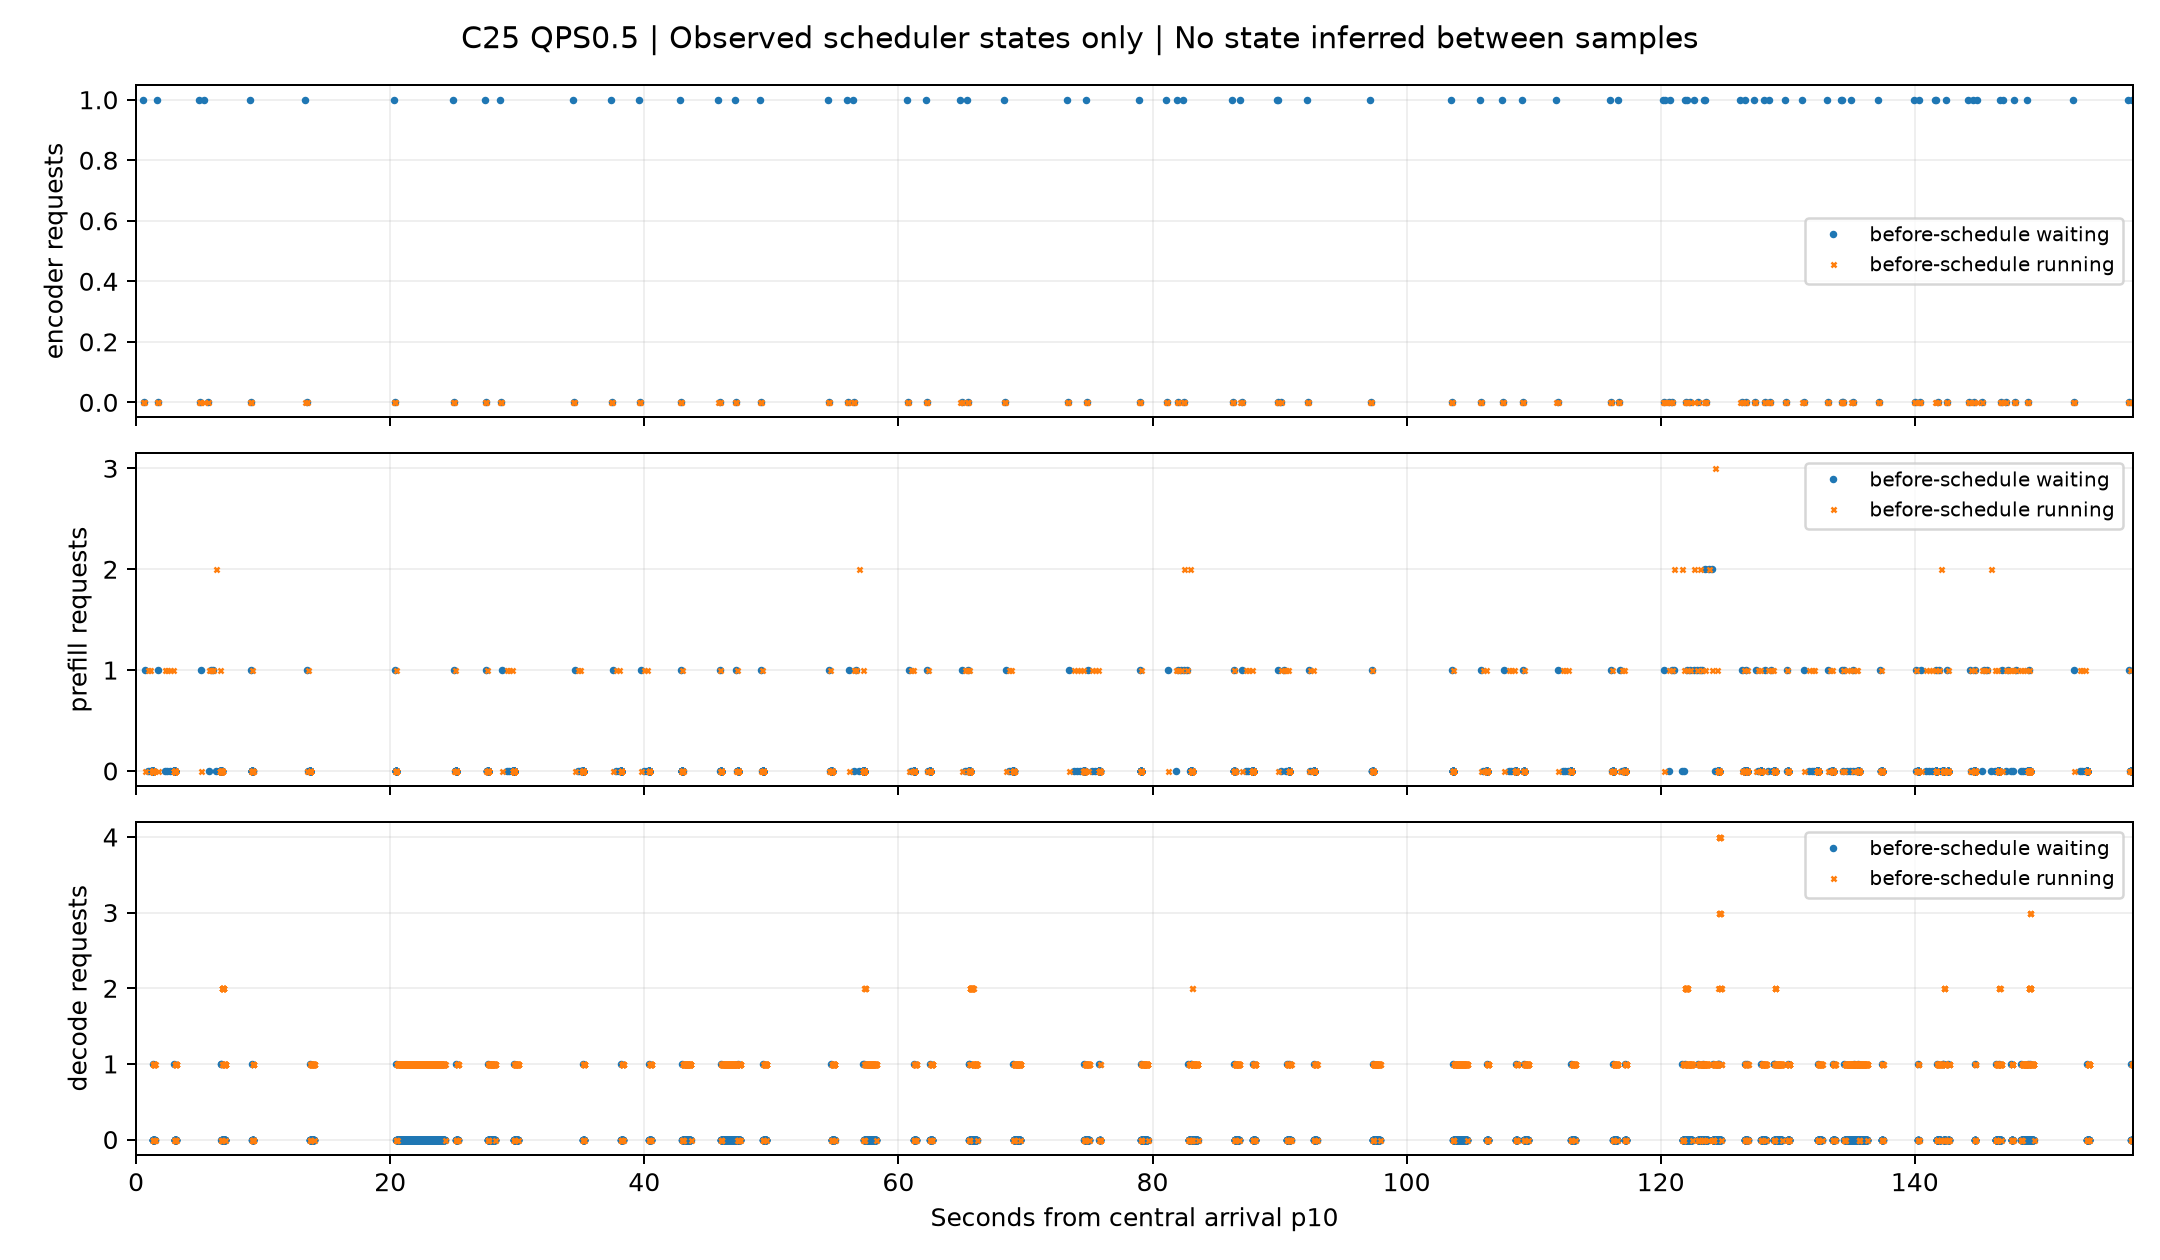 C25 QPS0.5 | Observed scheduler states only | No state inferred between samples
encoder requests
1.0
0.8
0.6
0.4
0.2
0.0
before-schedule waiting
before-schedule running
prefill requests
3
2
1
0
before-schedule waiting
before-schedule running
decode requests
4
3
2
1
0
before-schedule waiting
before-schedule running
0 20 40 60 80 100 120 140
Seconds from central arrival p10